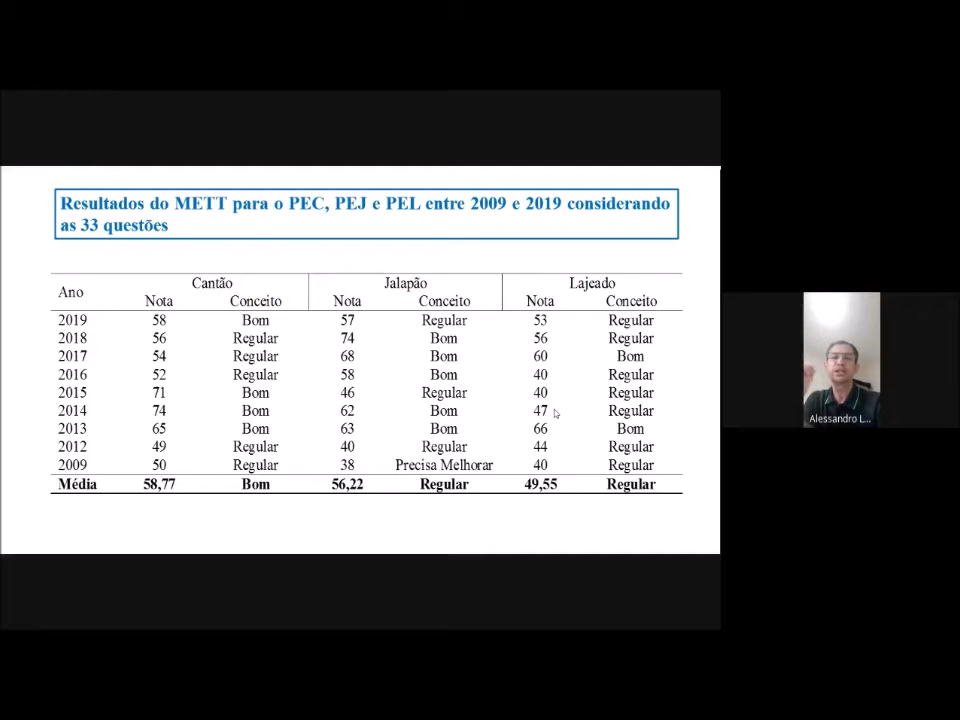 Resultados do METT para o PEC, PEJ e PEL entre 2009 e 2019 considerando
as 33 questões
Ano Cantão Jalapão Lajeado
Nota Conceito Nota Conceito Nota Conceito
2019 58 Bom 57 Regular 53 Regular
2018 56 Regular 74 Bom 56 Regular
2017 54 Regular 68 Bom 60 Bom
2016 52 Regular 58 Bom 40 Regular
2015 71 Bom 46 Regular 40 Regular
2014 74 Bom 62 Bom 47 Regular
2013 65 Bom 63 Bom 66 Bom
2012 49 Regular 40 Regular 44 Regular
2009 50 Regular 38 Precisa Melhorar 40 Regular
Média 58,77 Bom 56,22 Regular 49,55 Regular
Alessandro L...